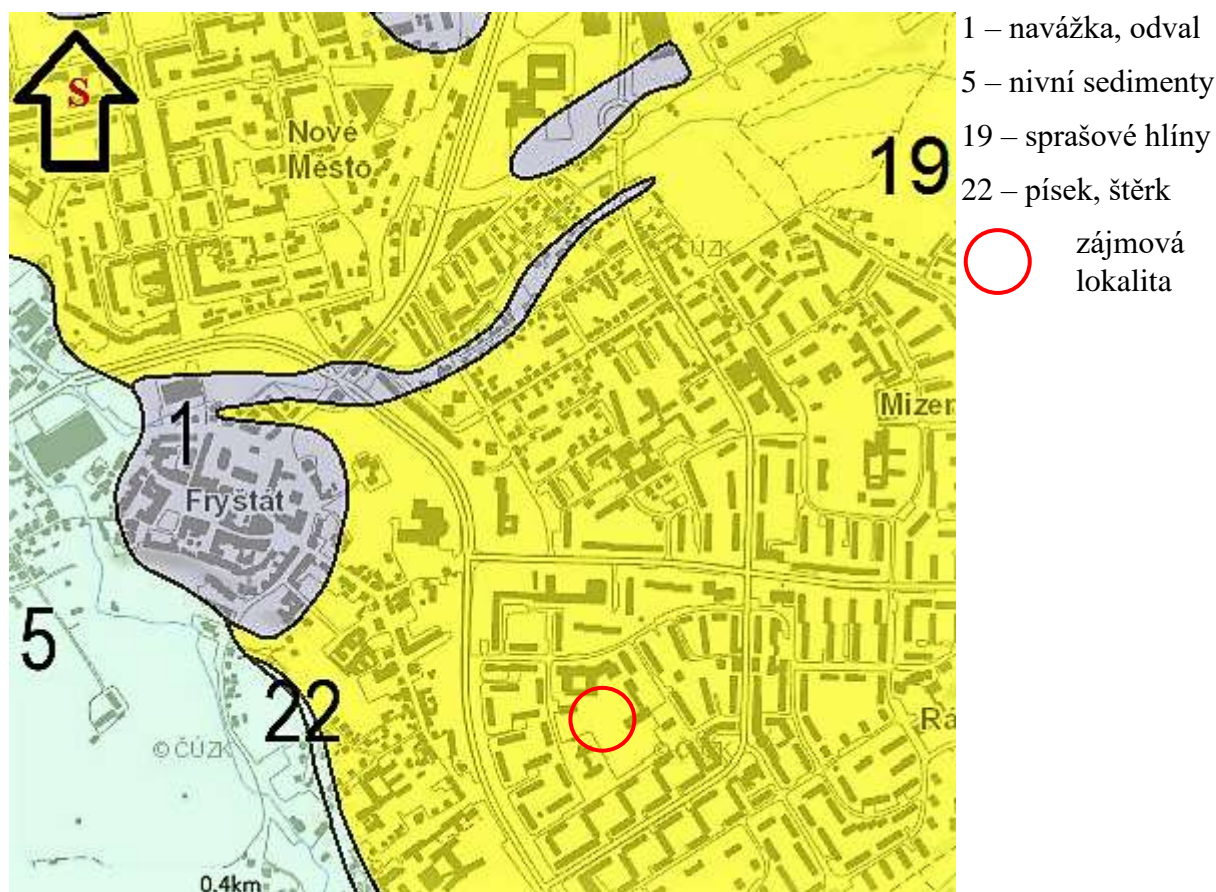 S
Nové
Město
19
ČÚZK
1
Fryštát
Mizer
5
22
© ČÚZK
Rá
0.4km
1 – navážka, odval
5 – nivní sedimenty
19 – sprašové hlíny
22 – písek, štěrk
zájmová
lokalita